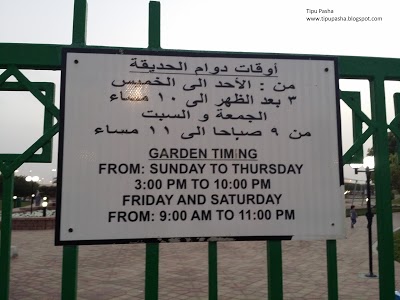 Tipu Pasha
www.tipupasha.blogspot.com
أوقات دوام الحديقة
من : الأحد الى الخميس
٣ بعد الظهر الى ١٠ مساء
الجمعة و السبت
من ٩ صباحا الى ١١ مساء
GARDEN TIMING
FROM: SUNDAY TO THURSDAY
3:00 PM TO 10:00 PM
FRIDAY AND SATURDAY
FROM: 9:00 AM TO 11:00 PM